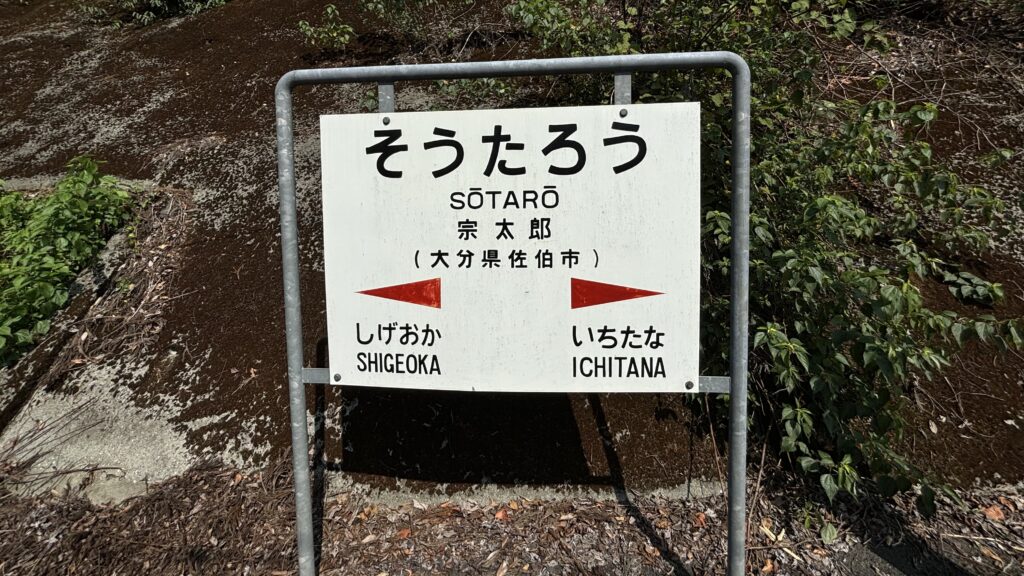 そうたろう
SŌTARŌ
宗太郎
(大分県佐伯市)
しげおか いちたな
SHIGEOKA ICHITANA